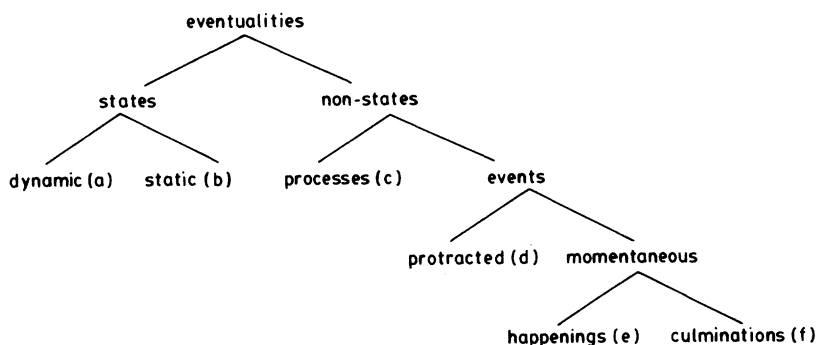 eventualities
states non-states
dynamic (a) static (b) processes (c) events
protracted (d) momentaneous
happenings (e) culminations (f)